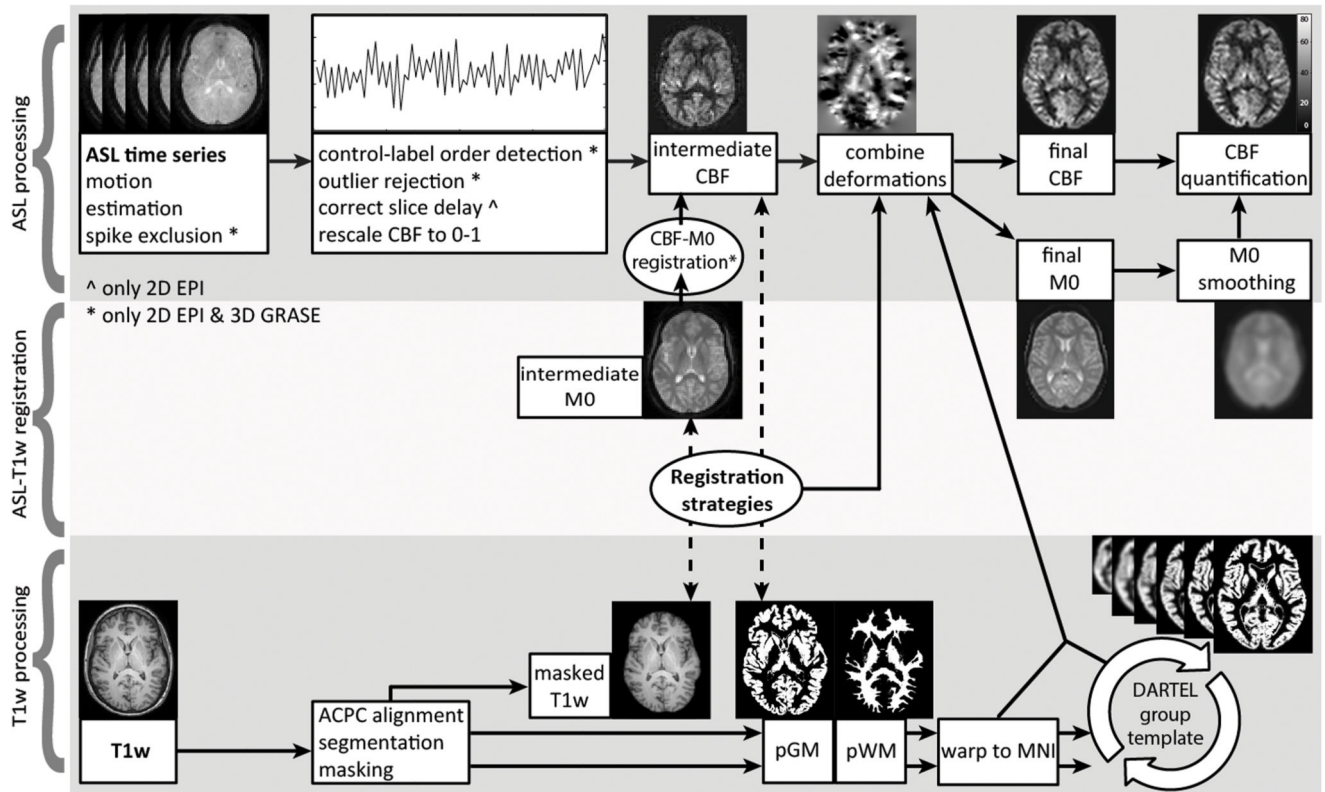 ASL processing
ASL-T1w registration
T1w processing
ASL time series
motion
estimation
spike exclusion *
control-label order detection *
outlier rejection *
correct slice delay ^
rescale CBF to 0-1
intermediate
CBF
combine
deformations
final
CBF
80
60
20
0
CBF
quantification
CBF-M0
registration*
final
M0
M0
smoothing
^ only 2D EPI
* only 2D EPI & 3D GRASE
intermediate
M0
Registration
strategies
masked
T1w
T1w
ACPC alignment
segmentation
masking
pGM
pWM
warp to MNI
DARTEL
group
template